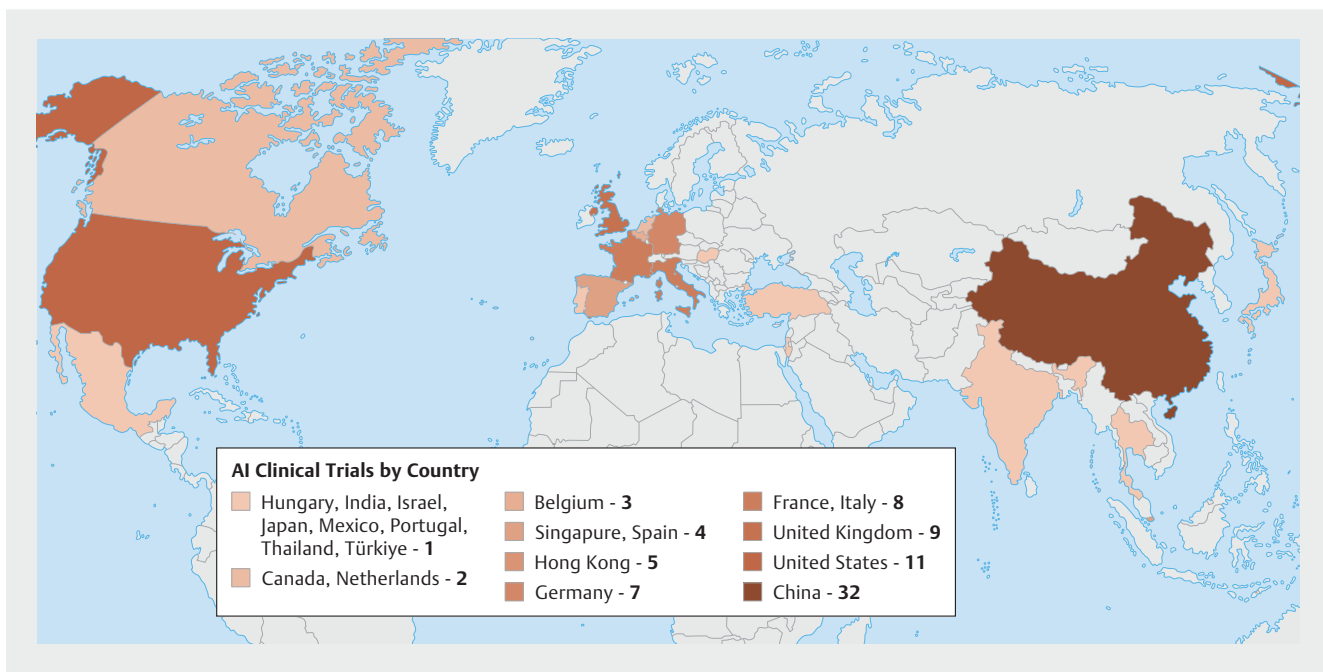 AI Clinical Trials by Country
Hungary, India, Israel,
Japan, Mexico, Portugal,
Thailand, Türkiye - 1
Canada, Netherlands - 2
Belgium - 3
Singapure, Spain - 4
Hong Kong - 5
Germany - 7
France, Italy - 8
United Kingdom - 9
United States - 11
China - 32